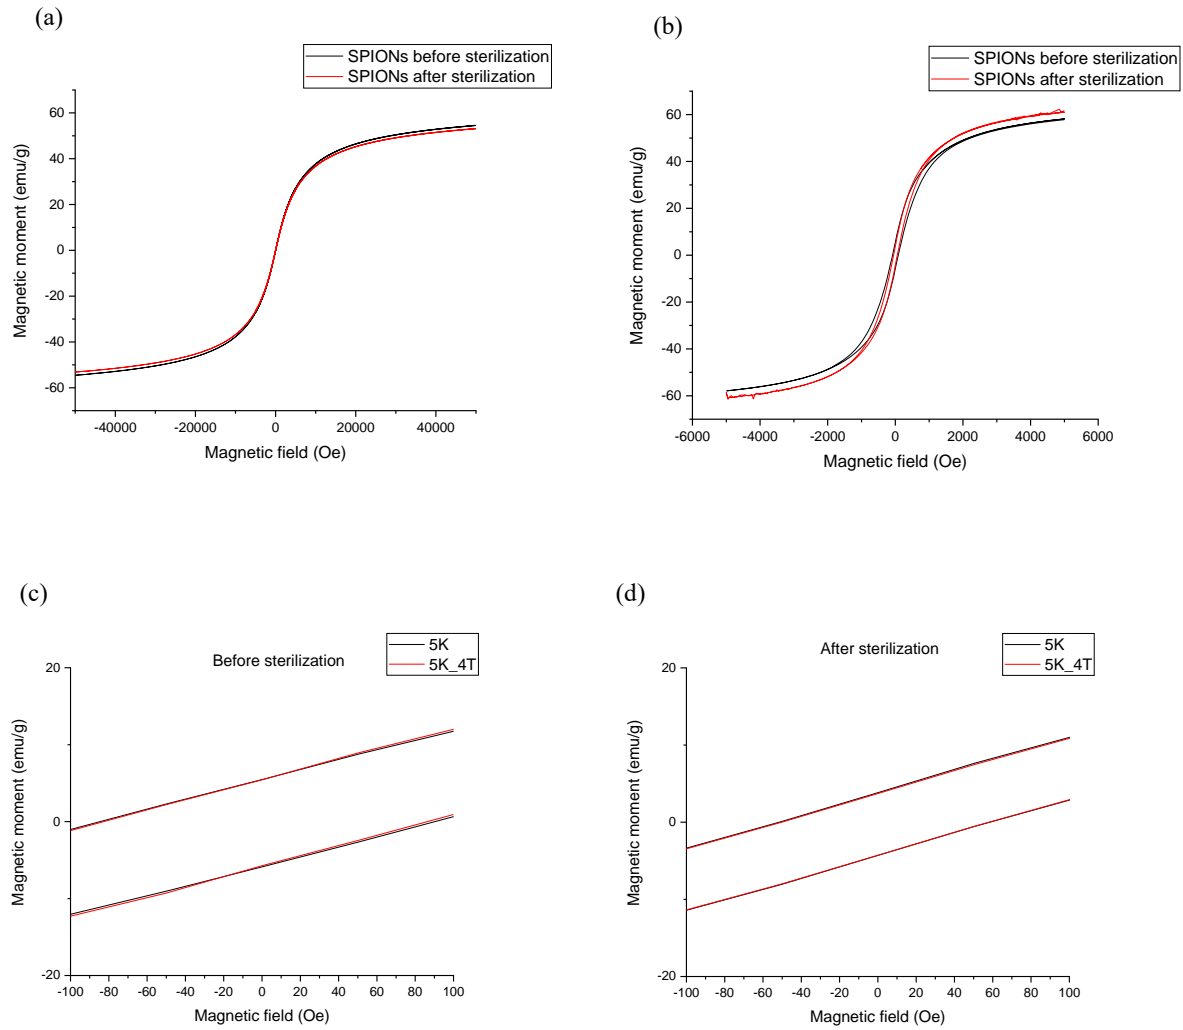 (a)
SPIONs before sterilization
SPIONs after sterilization
60
40
20
0
-20
-40
-60
Magnetic moment (emu/g)
-40000 -20000 0 20000 40000
Magnetic field (Oe)
(b)
SPIONs before sterilization
SPIONs after sterilization
60
40
20
0
-20
-40
-60
Magnetic moment (emu/g)
-6000 -4000 -2000 0 2000 4000 6000
Magnetic field (Oe)
(c)
Before sterilization
5K
5K_4T
20
0
-20
Magnetic moment (emu/g)
-100 -80 -60 -40 -20 0 20 40 60 80 100
Magnetic field (Oe)
(d)
After sterilization
5K
5K_4T
20
0
-20
Magnetic moment (emu/g)
-100 -80 -60 -40 -20 0 20 40 60 80 100
Magnetic field (Oe)